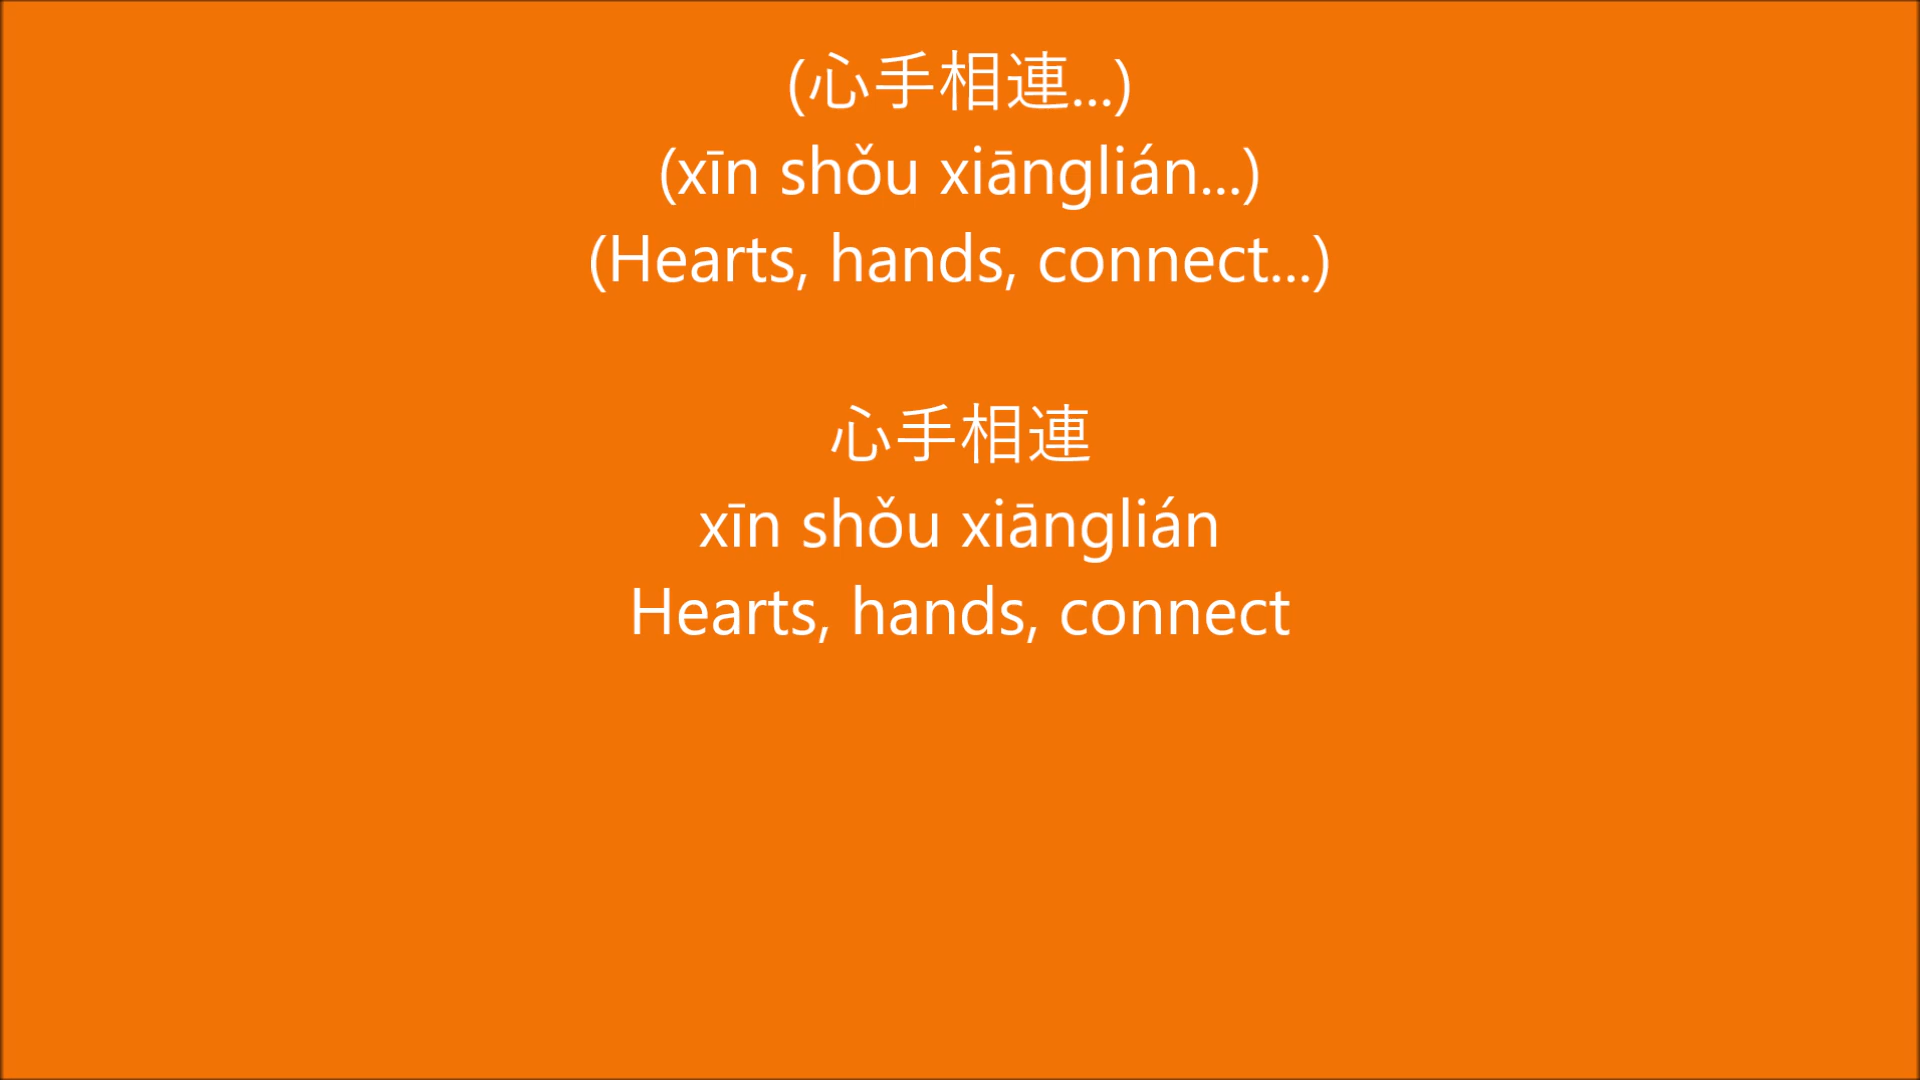 (心手相連...)
(xīn shǒu xiānglián...)
(Hearts, hands, connect...)
心手相連
xīn shǒu xiānglián
Hearts, hands, connect